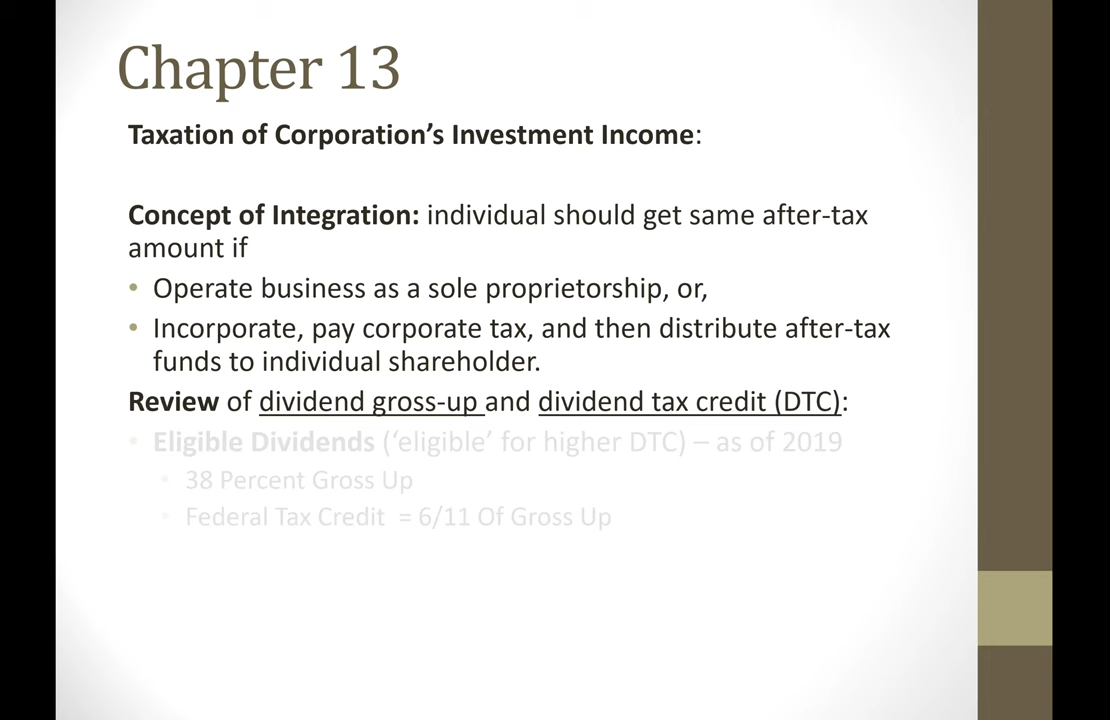 Chapter 13
Taxation of Corporation’s Investment Income:
Concept of Integration: individual should get same after-tax
amount if
• Operate business as a sole proprietorship, or,
• Incorporate, pay corporate tax, and then distribute after-tax
funds to individual shareholder.
Review of dividend gross-up and dividend tax credit (DTC):
• Eligible Dividends (‘eligible’ for higher DTC) – as of 2019
• 38 Percent Gross Up
• Federal Tax Credit = 6/11 Of Gross Up